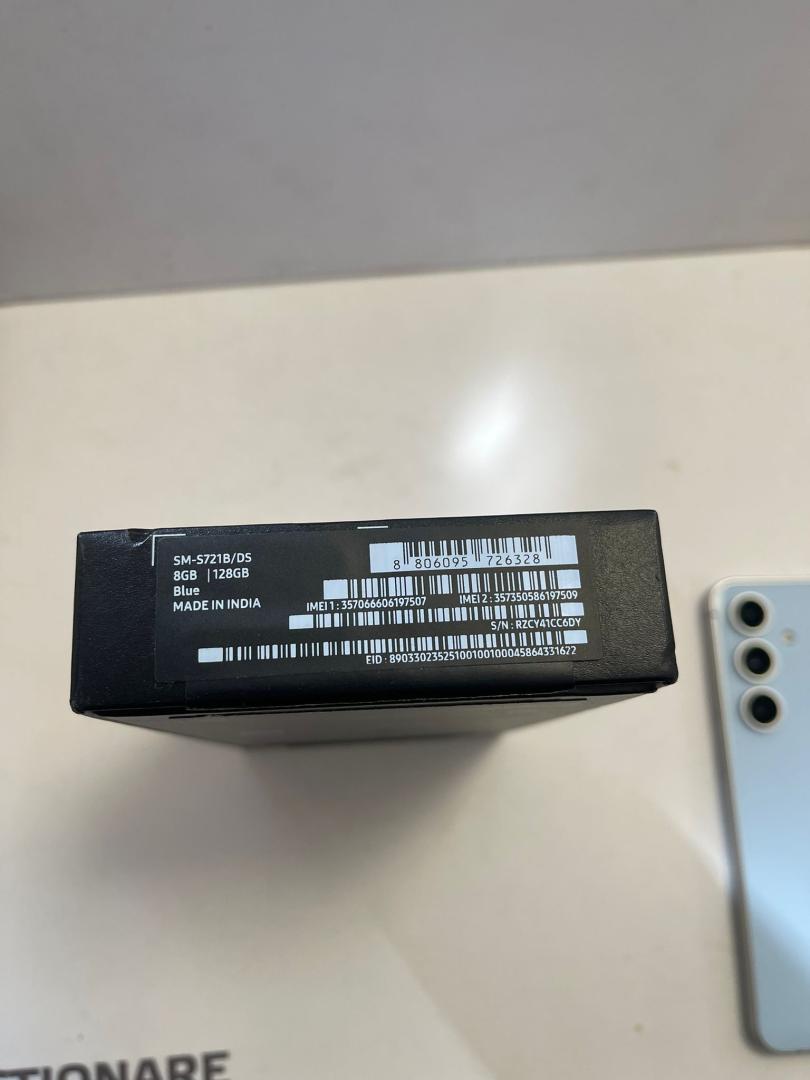 SM-S721B/DS
8GB | 128GB
Blue
MADE IN INDIA
8 806095 726328
IMEI 1 : 357066606197507
IMEI 2 : 357350586197509
S/N : RZCY41CC6DY
EID : 89033023525100100100045864331622
TIONARE